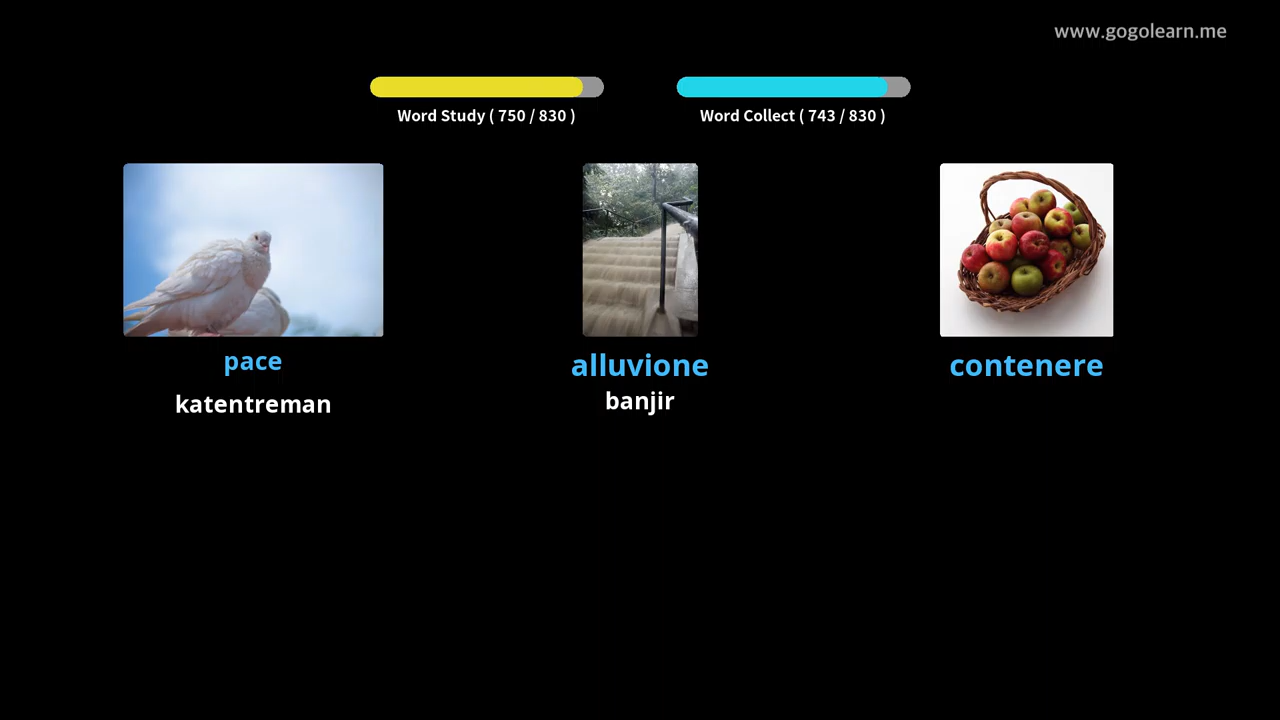 www.gogolearn.me
Word Study ( 750 / 830 )
Word Collect ( 743 / 830 )
pace
katentreman
alluvione
banjir
contenere